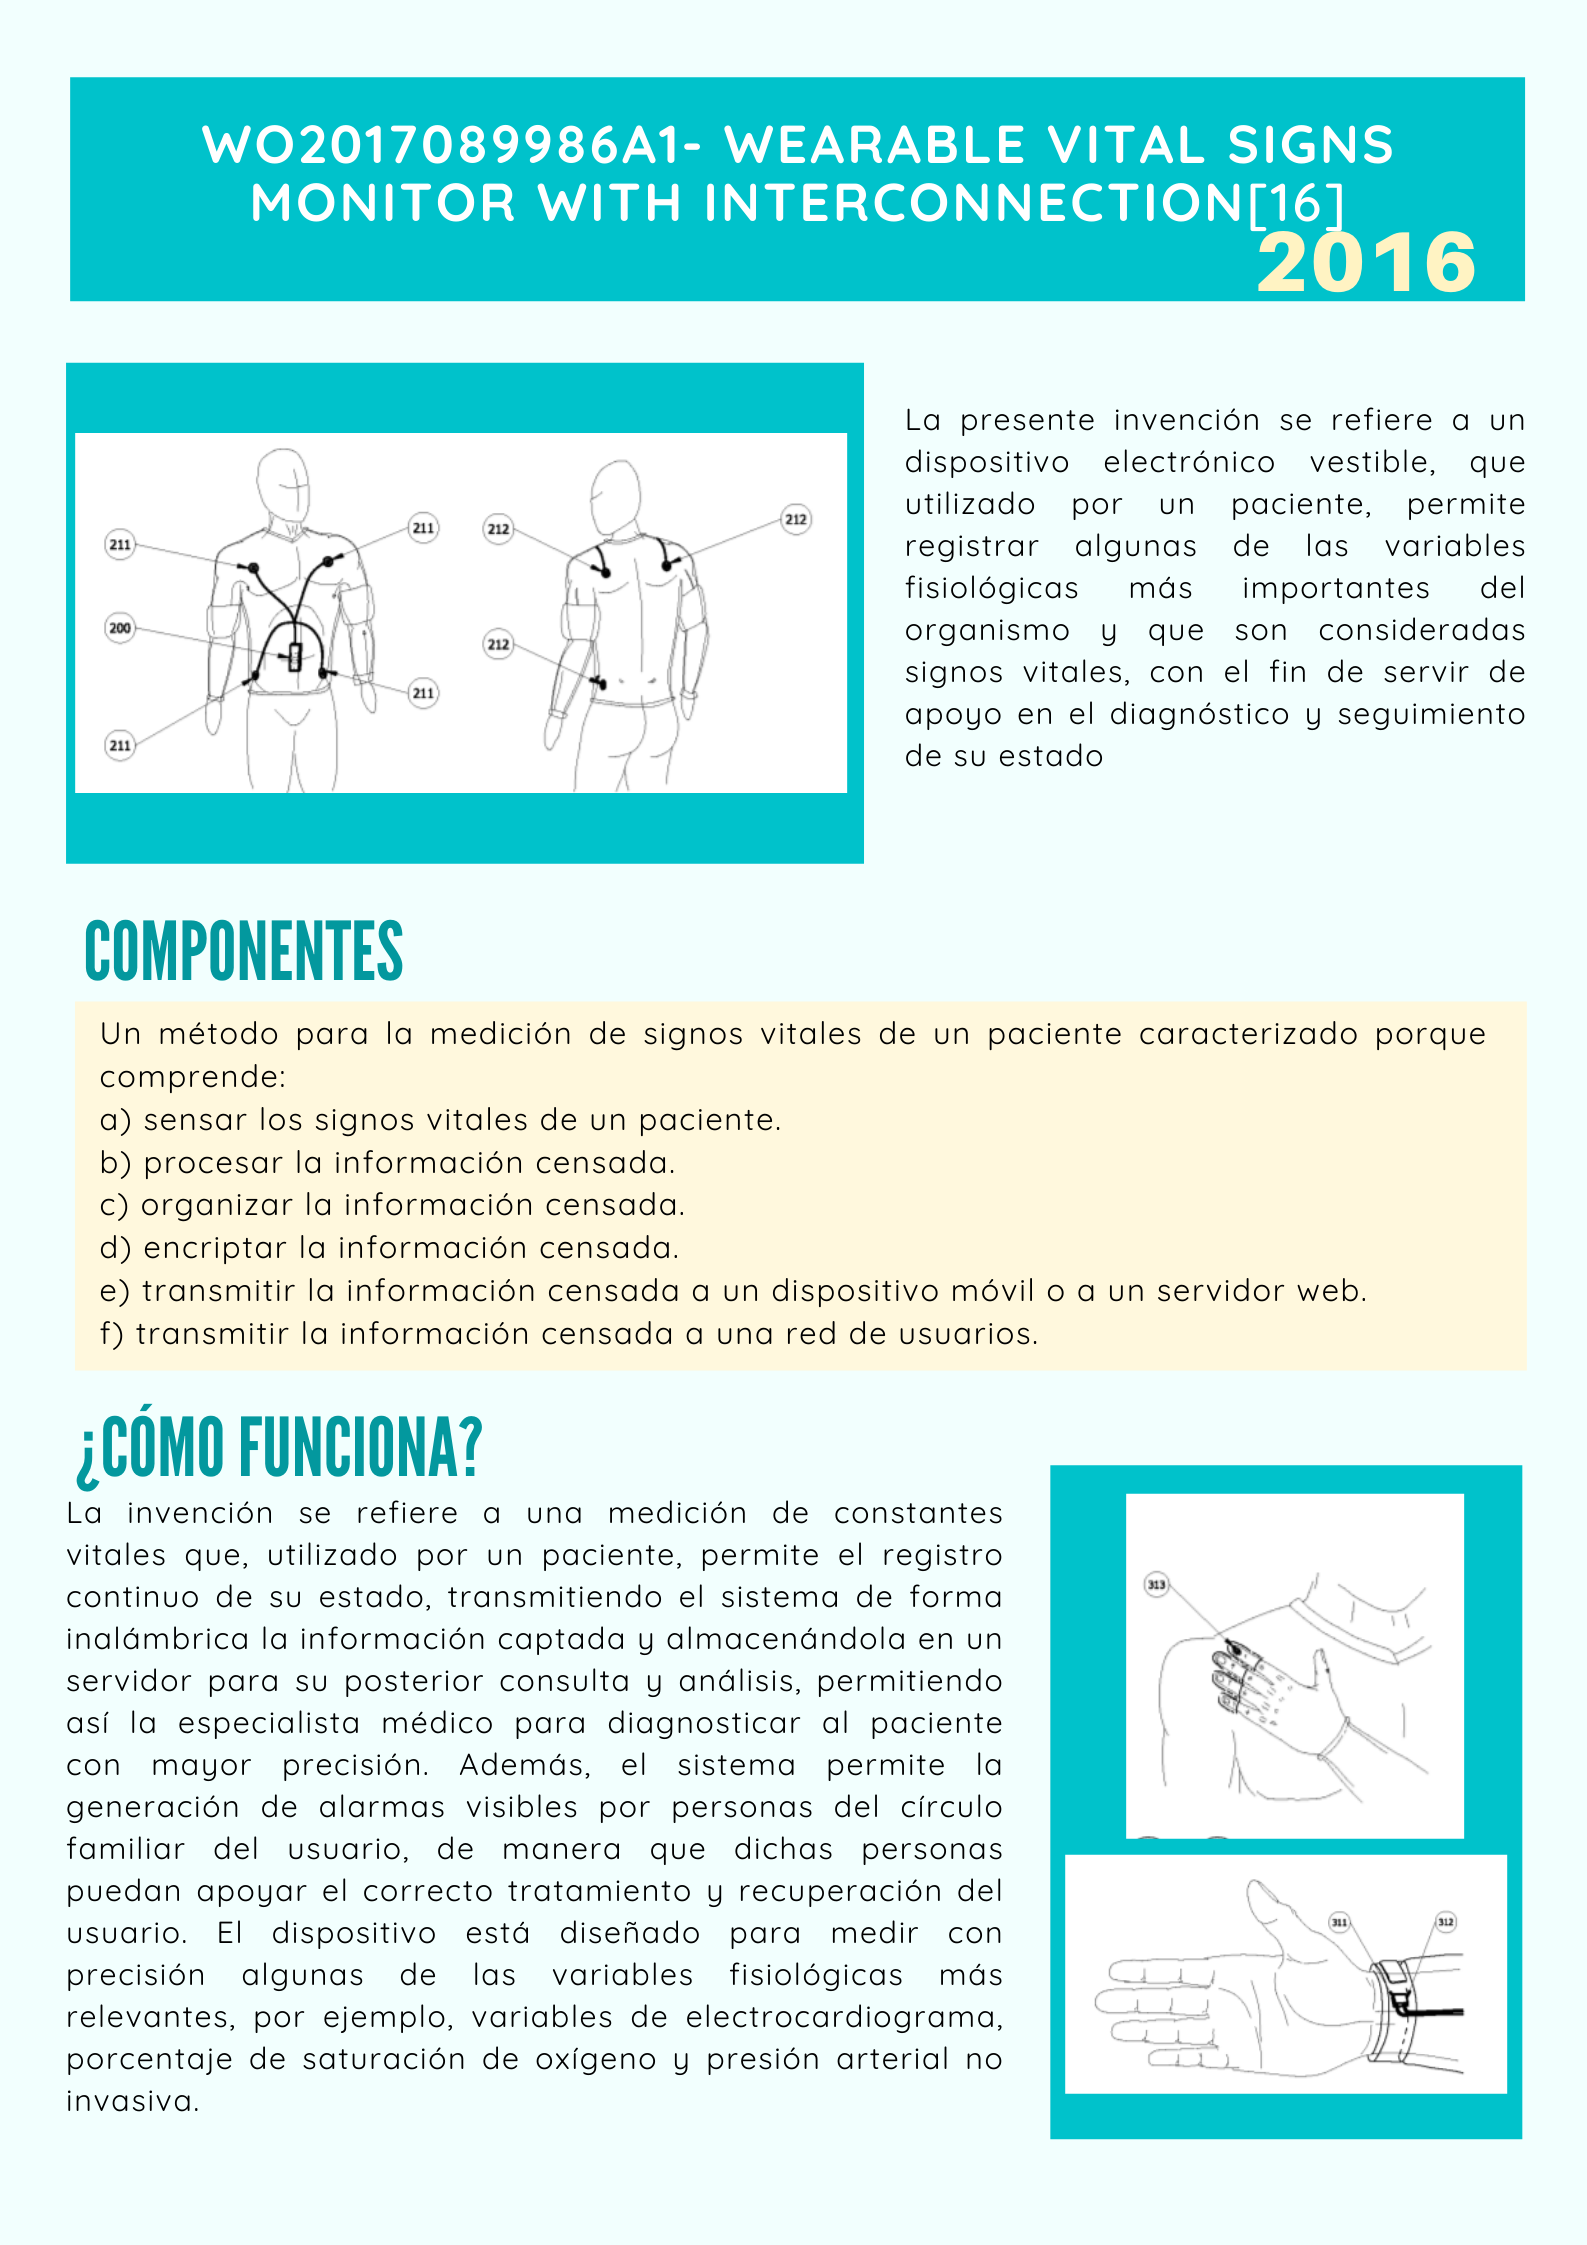 WO2017089986A1- WEARABLE VITAL SIGNS
MONITOR WITH INTERCONNECTION[16]
2016
211
211
200
211
211
212
212
212
La presente invención se refiere a un
dispositivo electrónico vestible, que
utilizado por un paciente, permite
registrar algunas de las variables
fisiológicas más importantes del
organismo y que son consideradas
signos vitales, con el fin de servir de
apoyo en el diagnóstico y seguimiento
de su estado
COMPONENTES
Un método para la medición de signos vitales de un paciente caracterizado porque
comprende:
a) sensar los signos vitales de un paciente.
b) procesar la información censada.
c) organizar la información censada.
d) encriptar la información censada.
e) transmitir la información censada a un dispositivo móvil o a un servidor web.
f) transmitir la información censada a una red de usuarios.
¿CÓMO FUNCIONA?
La invención se refiere a una medición de constantes
vitales que, utilizado por un paciente, permite el registro
continuo de su estado, transmitiendo el sistema de forma
inalámbrica la información captada y almacenándola en un
servidor para su posterior consulta y análisis, permitiendo
así la especialista médico para diagnosticar al paciente
con mayor precisión. Además, el sistema permite la
generación de alarmas visibles por personas del círculo
familiar del usuario, de manera que dichas personas
puedan apoyar el correcto tratamiento y recuperación del
usuario. El dispositivo está diseñado para medir con
precisión algunas de las variables fisiológicas más
relevantes, por ejemplo, variables de electrocardiograma,
porcentaje de saturación de oxígeno y presión arterial no
invasiva.
313
311
312